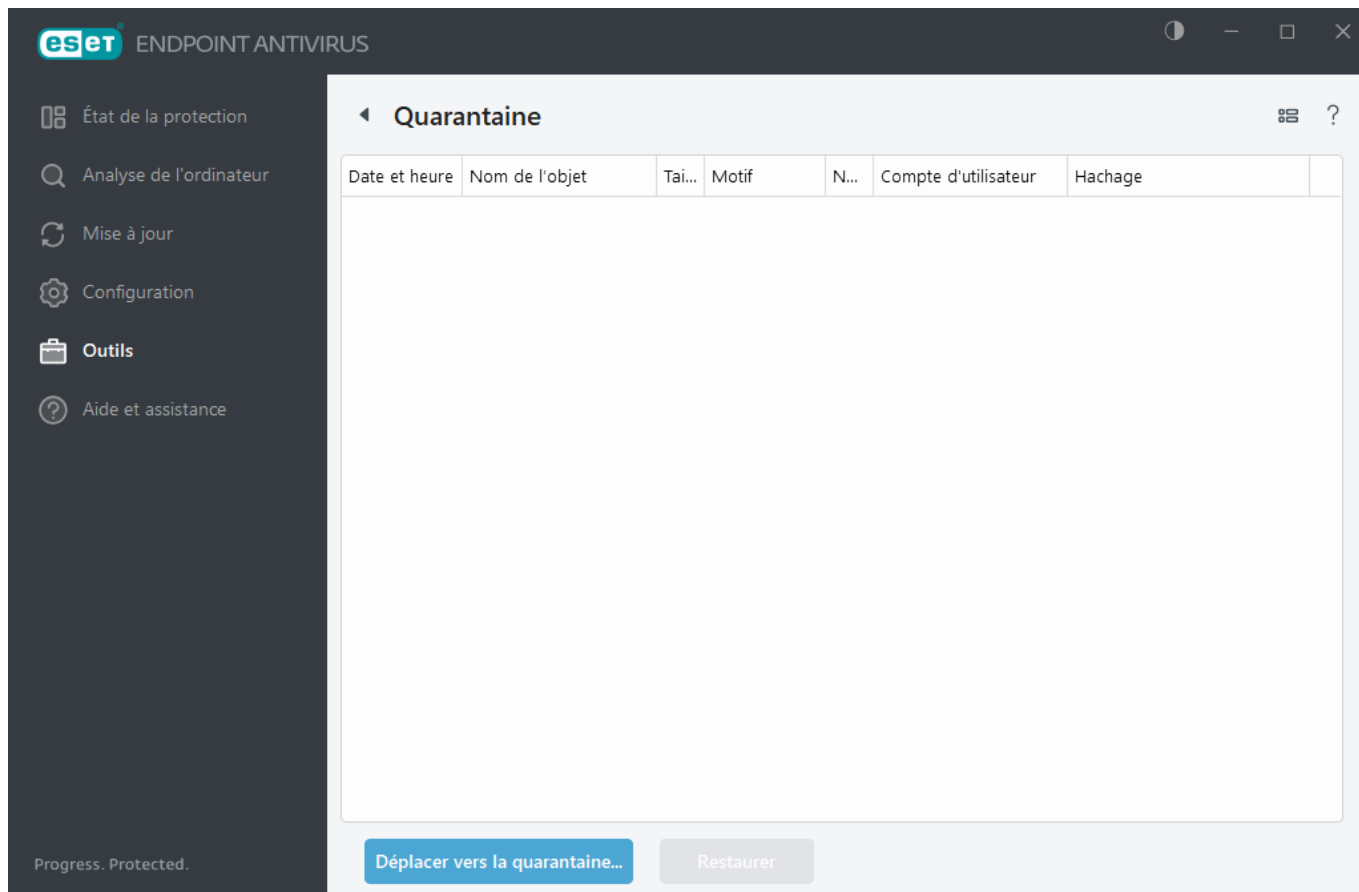 eset ENDPOINT ANTIVIRUS
État de la protection
Analyse de l'ordinateur
Mise à jour
Configuration
Outils
Aide et assistance
Progress. Protected.
Quarantaine
?
Date et heure Nom de l'objet Tai... Motif N... Compte d'utilisateur Hachage
Déplacer vers la quarantaine... Restaurer